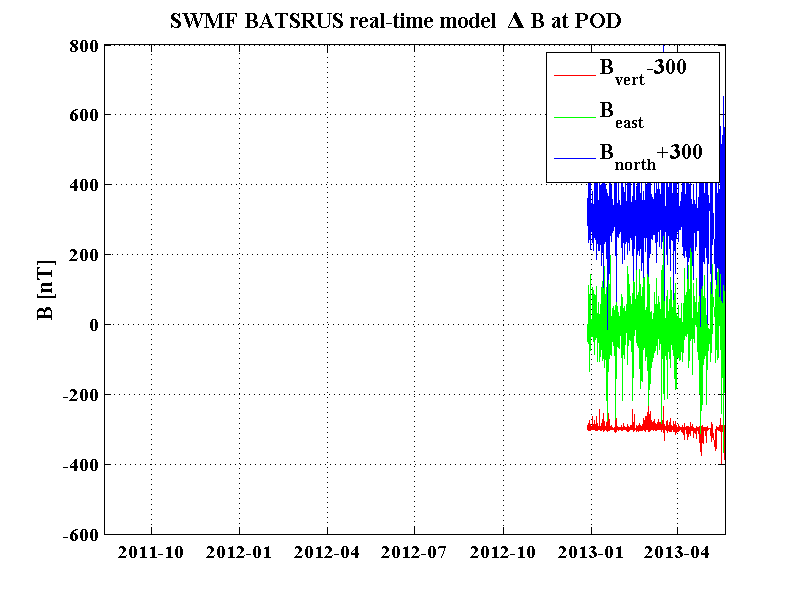 SWMF BATSRUS real-time model Δ B at POD
800
600
400
200
0
-200
-400
-600
B [nT]
B_vert-300
B_east
B_north+300
2011-10 2012-01 2012-04 2012-07 2012-10 2013-01 2013-04